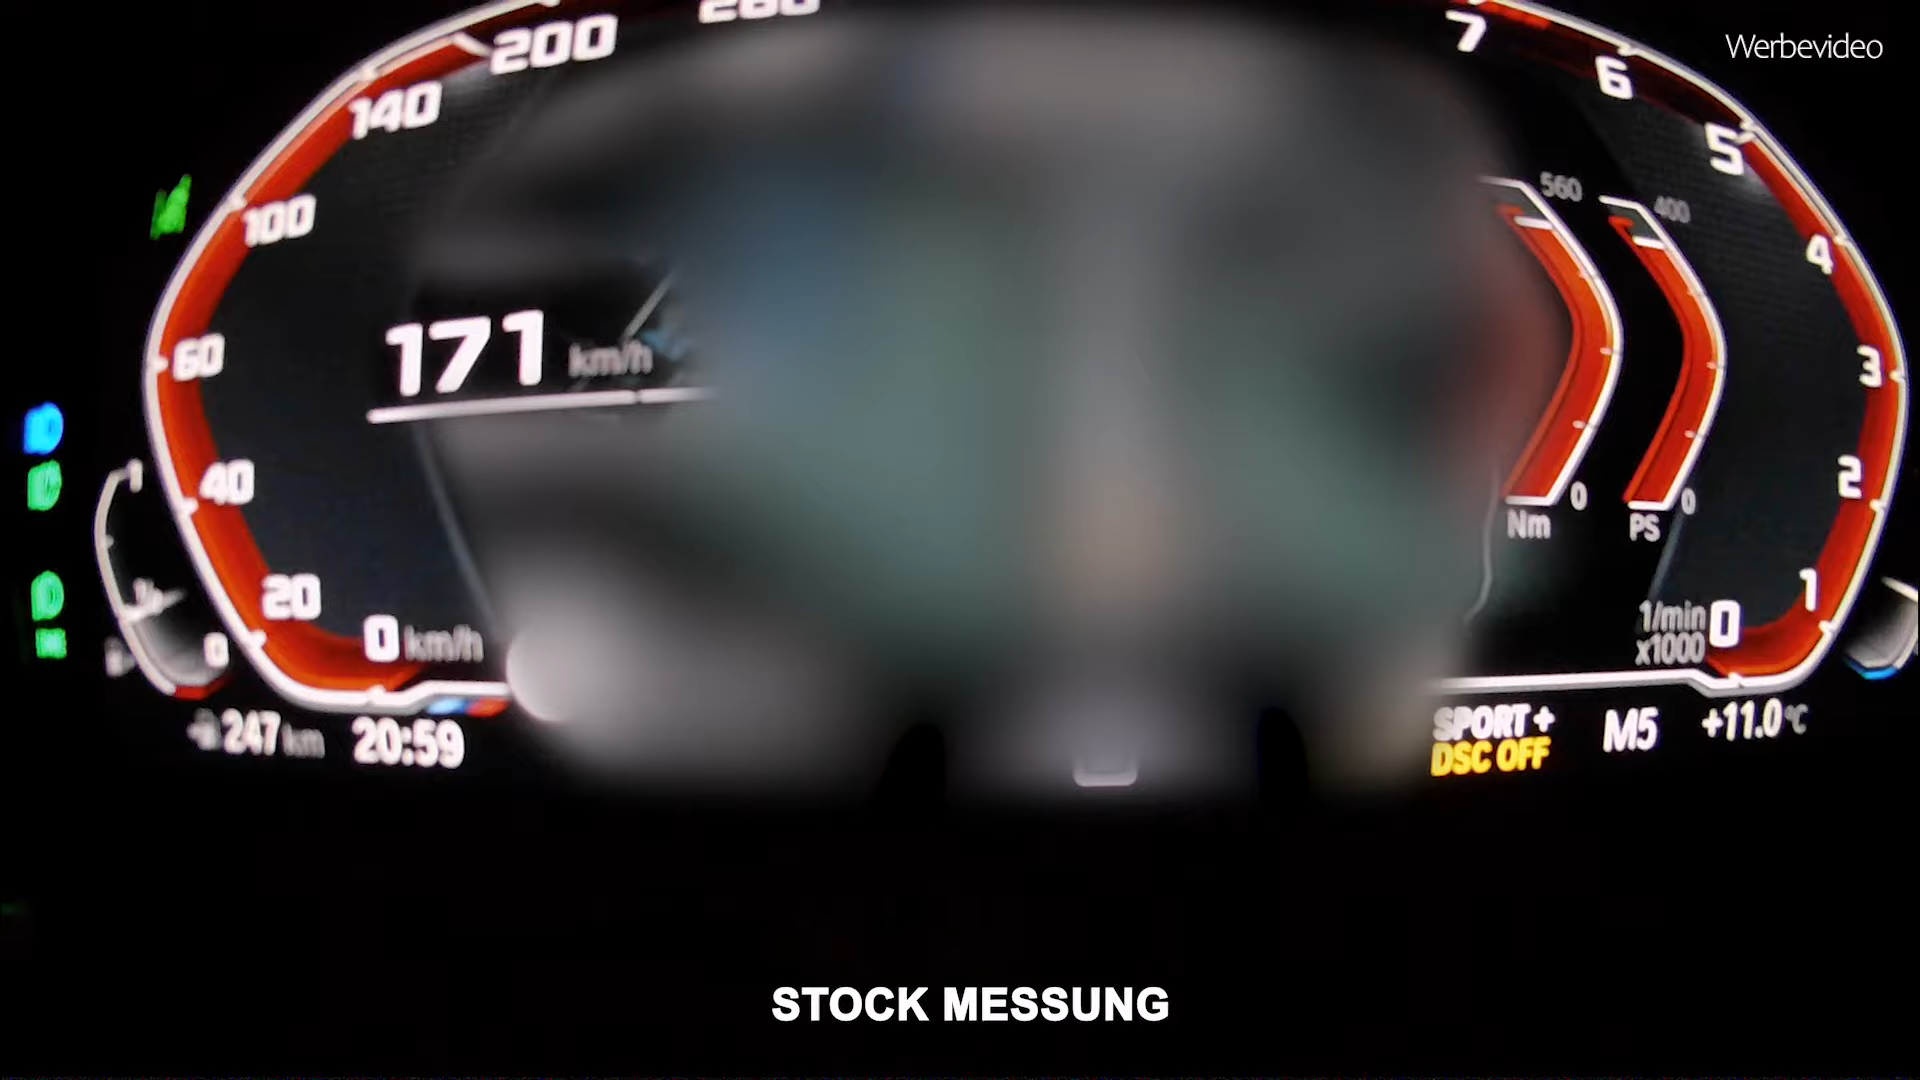 Werbevideo
200
140
100
60
40
20
0 km/h
171 km/h
7
6
5
4
3
2
1
0
1/min
x1000
560
0
Nm
400
0
PS
1
0
247 km
20:59
SPORT +
DSC OFF
M5
+11.0°C
STOCK MESSUNG